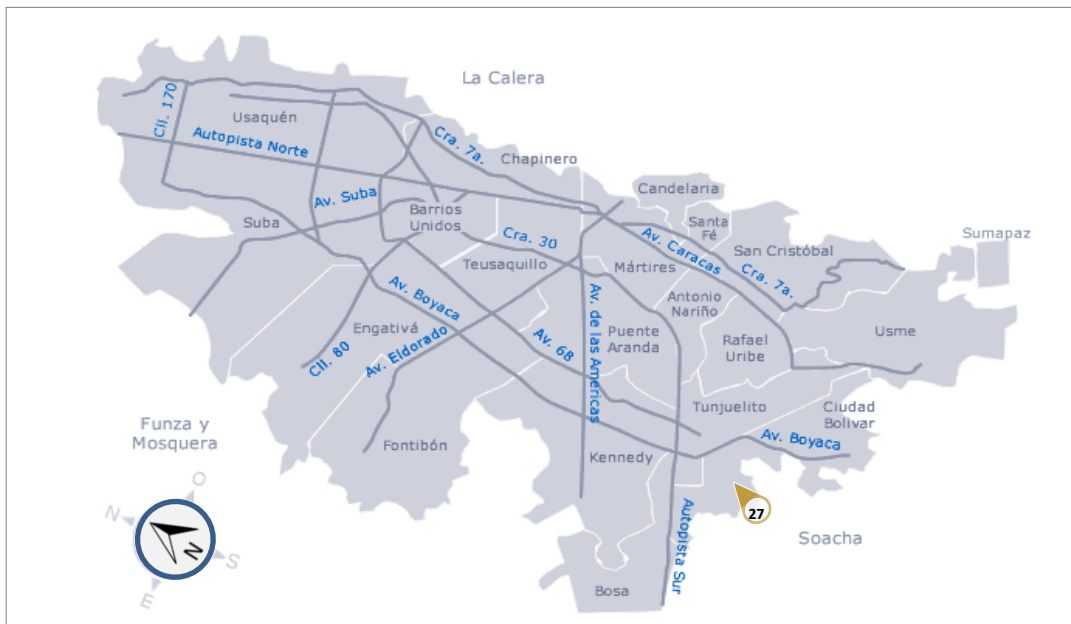 La Calera
Cll. 170
Usaquén
Autopista Norte
Cra. 7a.
Chapinero
Candelaria
Av. Suba
Suba
Barrios
Unidos
Santa
Fé
San Cristóbal
Sumapaz
Cra. 30
Av. Caracas
Cra. 7a.
Teusaquillo
Mártires
Antonio
Nariño
Av. Boyaca
Engativá
Cll. 80
Av. Eldorado
Av. 68
Av. de las Américas
Puente
Aranda
Rafael
Uribe
Usme
Tunjuelito
Ciudad
Bolivar
Av. Boyaca
Funza y
Mosquera
Fontibón
Kennedy
27
Autopista Sur
Soacha
Bosa
O
N
S
E
N